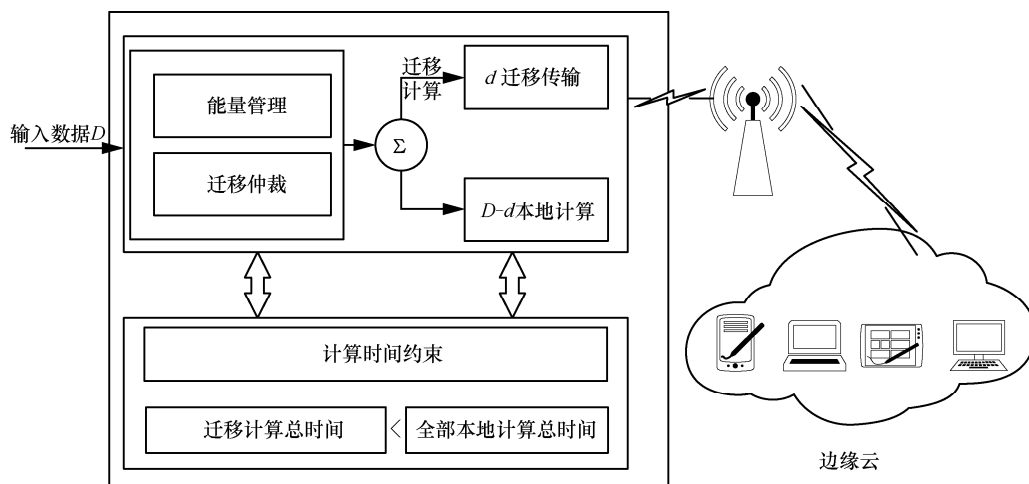 输入数据D
能量管理
迁移仲裁
Σ
迁移
计算
d 迁移传输
D-d本地计算
计算时间约束
迁移计算总时间 < 全部本地计算总时间
边缘云